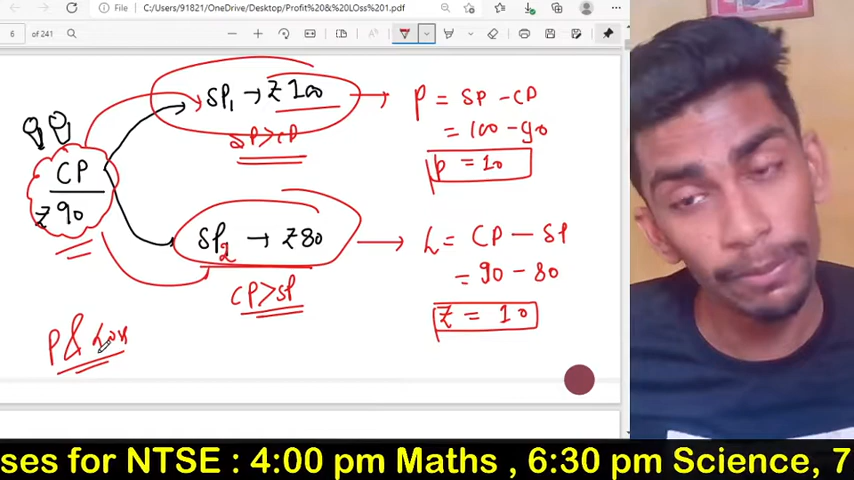 File
C:/Users/91821/OneDrive/Desktop/Profit%20&%20LOss%201.pdf
6 of 241
SP₁ → ₹100
SP>CP
P = SP - CP
= 100 - 90
P = 10
CP
₹90
SP₂ → ₹80
CP>SP
L = CP - SP
= 90 - 80
₹ = 10
P & Loss
ses for NTSE : 4:00 pm Maths , 6:30 pm Science, 7